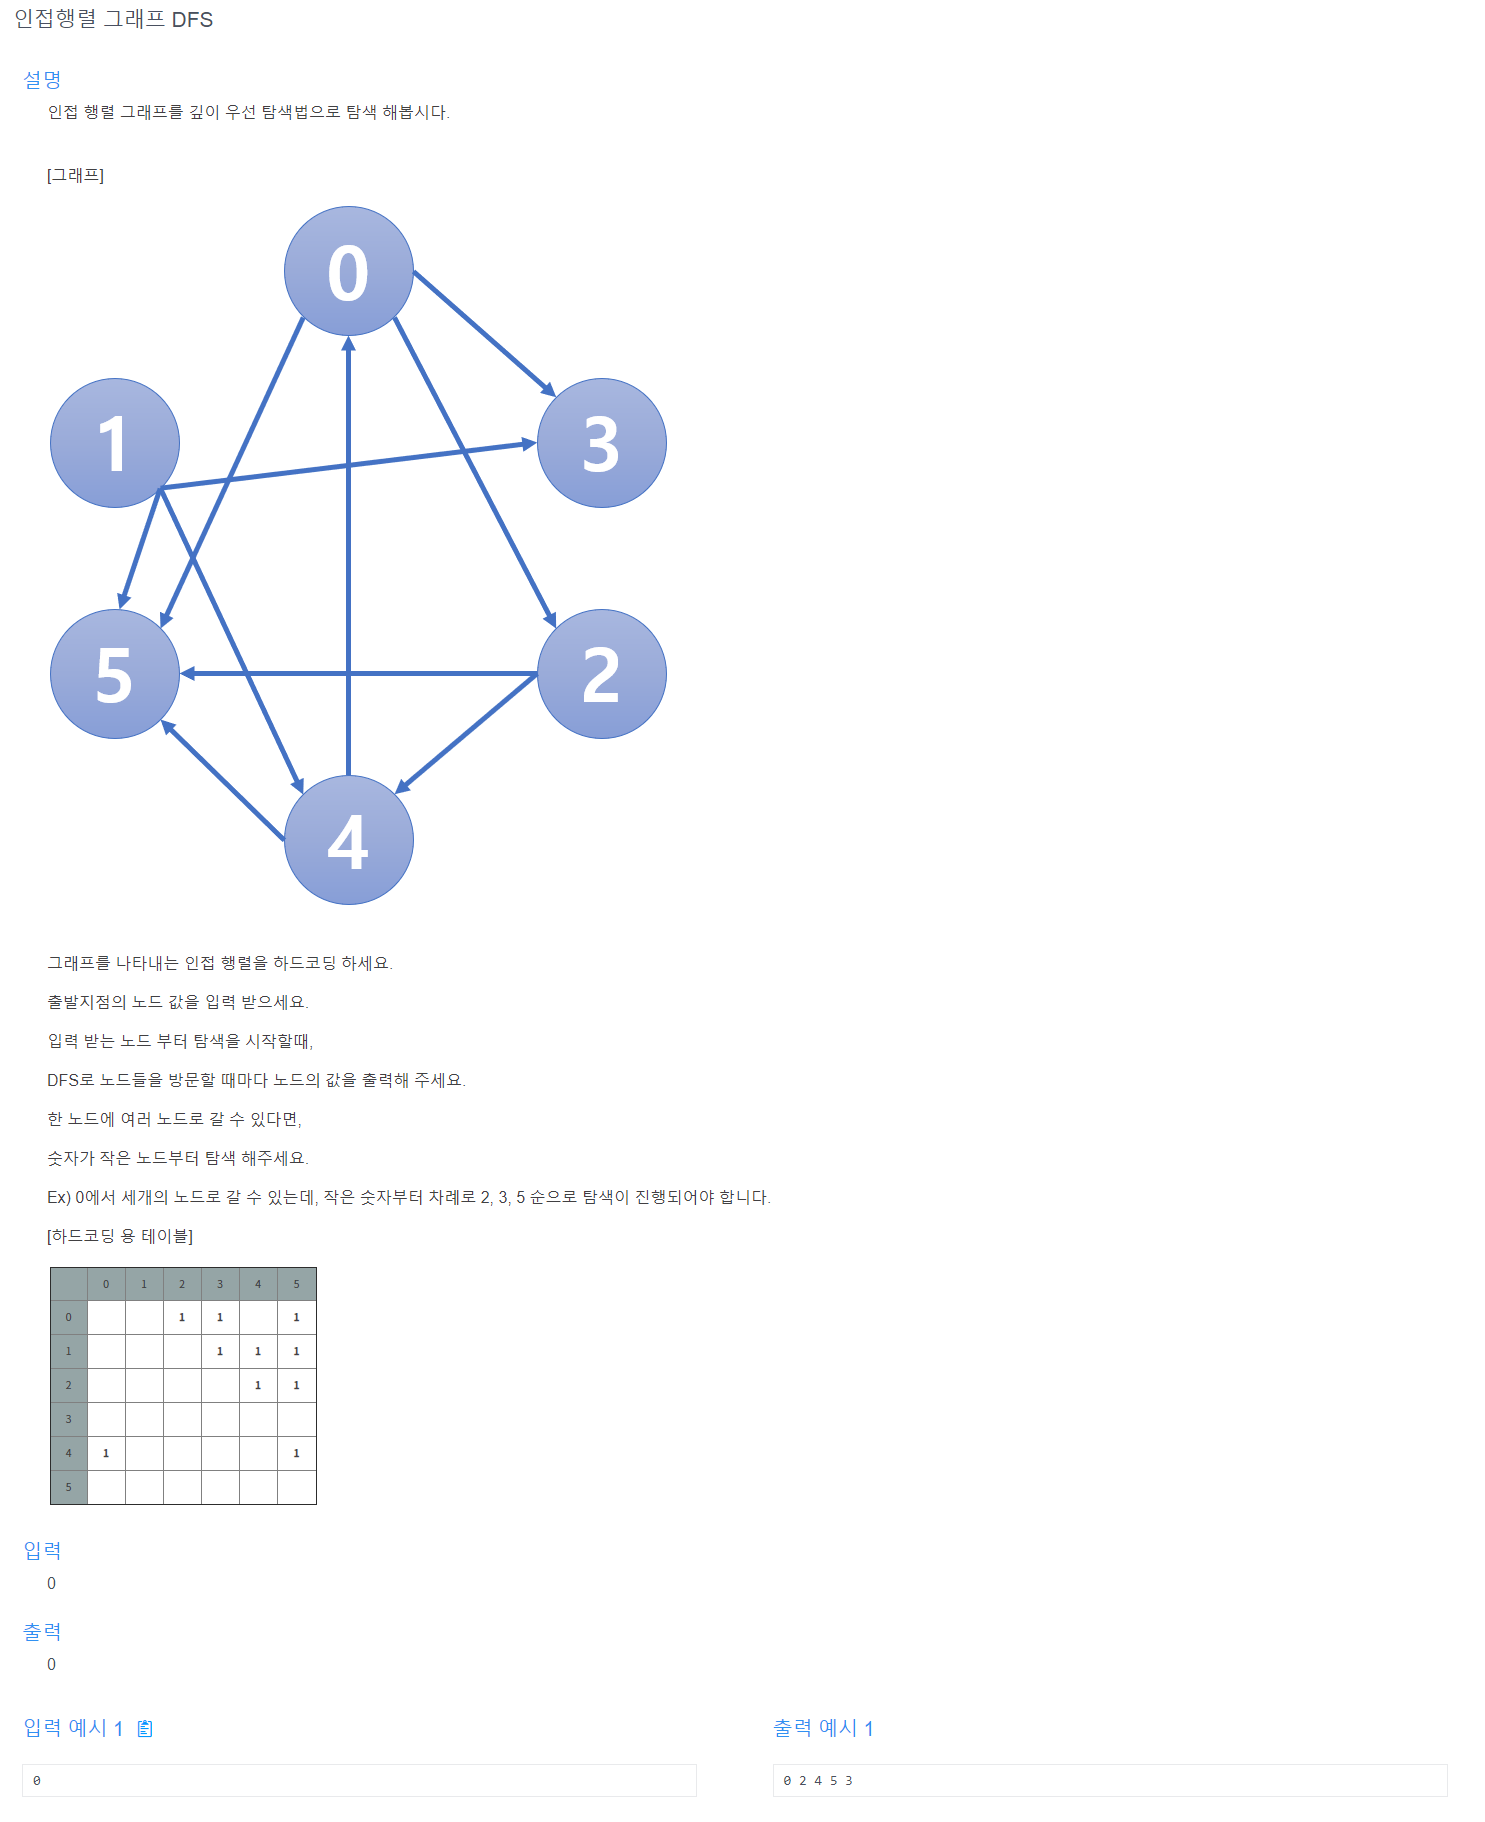 인접행렬 그래프 DFS
설명
인접 행렬 그래프를 깊이 우선 탐색법으로 탐색 해봅시다.
[그래프]
0
1
3
5
2
4
그래프를 나타내는 인접 행렬을 하드코딩 하세요.
출발지점의 노드 값을 입력 받으세요.
입력 받는 노드 부터 탐색을 시작할때,
DFS로 노드들을 방문할 때마다 노드의 값을 출력해 주세요.
한 노드에 여러 노드로 갈 수 있다면,
숫자가 작은 노드부터 탐색 해주세요.
Ex) 0에서 세개의 노드로 갈 수 있는데, 작은 숫자부터 차례로 2, 3, 5 순으로 탐색이 진행되어야 합니다.
[하드코딩 용 테이블]
0 1 2 3 4 5
0 1 1 1
1 1 1 1
2 1 1
3
4 1 1
5
입력
0
출력
0
입력 예시 1
출력 예시 1
0
0 2 4 5 3